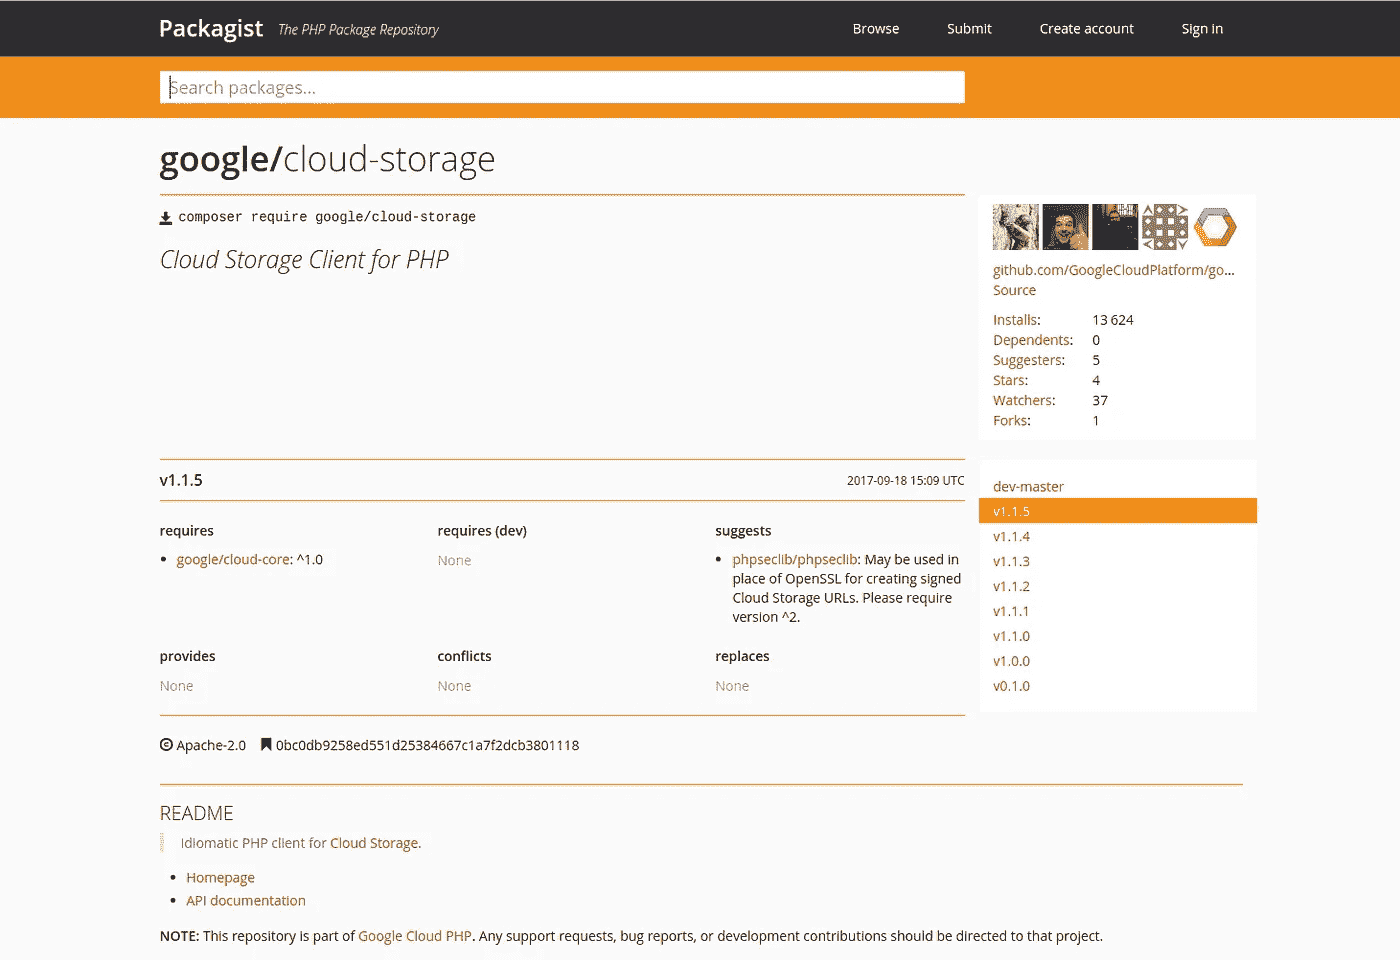 Packagist The PHP Package Repository Browse Submit Create account Sign in
Search packages...
google/cloud-storage
composer require google/cloud-storage
Cloud Storage Client for PHP
github.com/GoogleCloudPlatform/go...
Source
Installs: 13 624
Dependents: 0
Suggesters: 5
Stars: 4
Watchers: 37
Forks: 1
v1.1.5 2017-09-18 15:09 UTC
requires
google/cloud-core: ^1.0
requires (dev)
None
suggests
phpseclib/phpseclib: May be used in
place of OpenSSL for creating signed
Cloud Storage URLs. Please require
version ^2.
provides
None
conflicts
None
replaces
None
dev-master
v1.1.5
v1.1.4
v1.1.3
v1.1.2
v1.1.1
v1.1.0
v1.0.0
v0.1.0
Apache-2.0 0bc0db9258ed551d25384667c1a7f2dcb3801118
README
Idiomatic PHP client for Cloud Storage.
Homepage
API documentation
NOTE: This repository is part of Google Cloud PHP. Any support requests, bug reports, or development contributions should be directed to that project.